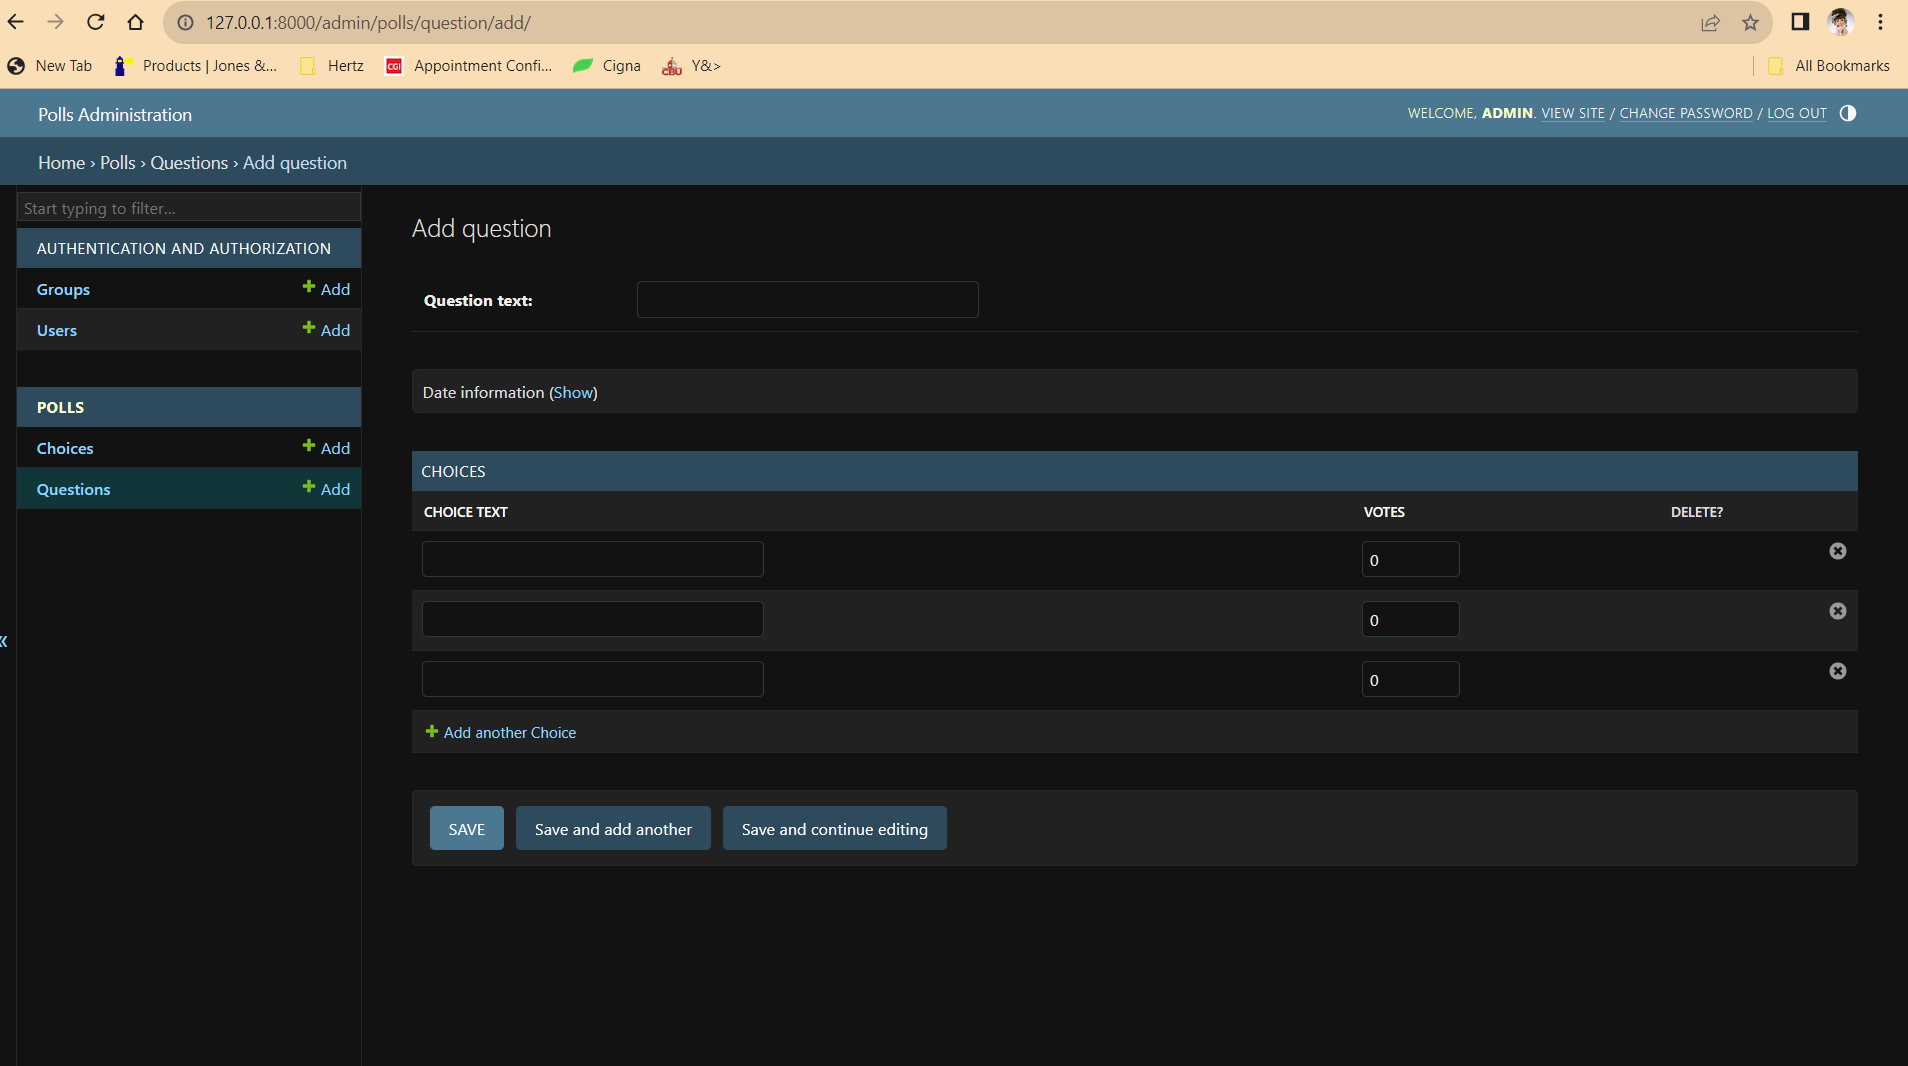 127.0.0.1:8000/admin/polls/question/add/
New Tab Products | Jones &... Hertz CGI Appointment Confi... Cigna CBU Y&> All Bookmarks
Polls Administration WELCOME, ADMIN. VIEW SITE / CHANGE PASSWORD / LOG OUT
Home › Polls › Questions › Add question
Start typing to filter...
AUTHENTICATION AND AUTHORIZATION
Groups + Add
Users + Add
POLLS
Choices + Add
Questions + Add
«
Add question
Question text:
Date information (Show)
CHOICES
CHOICE TEXT VOTES DELETE?
0
0
0
+ Add another Choice
SAVE Save and add another Save and continue editing